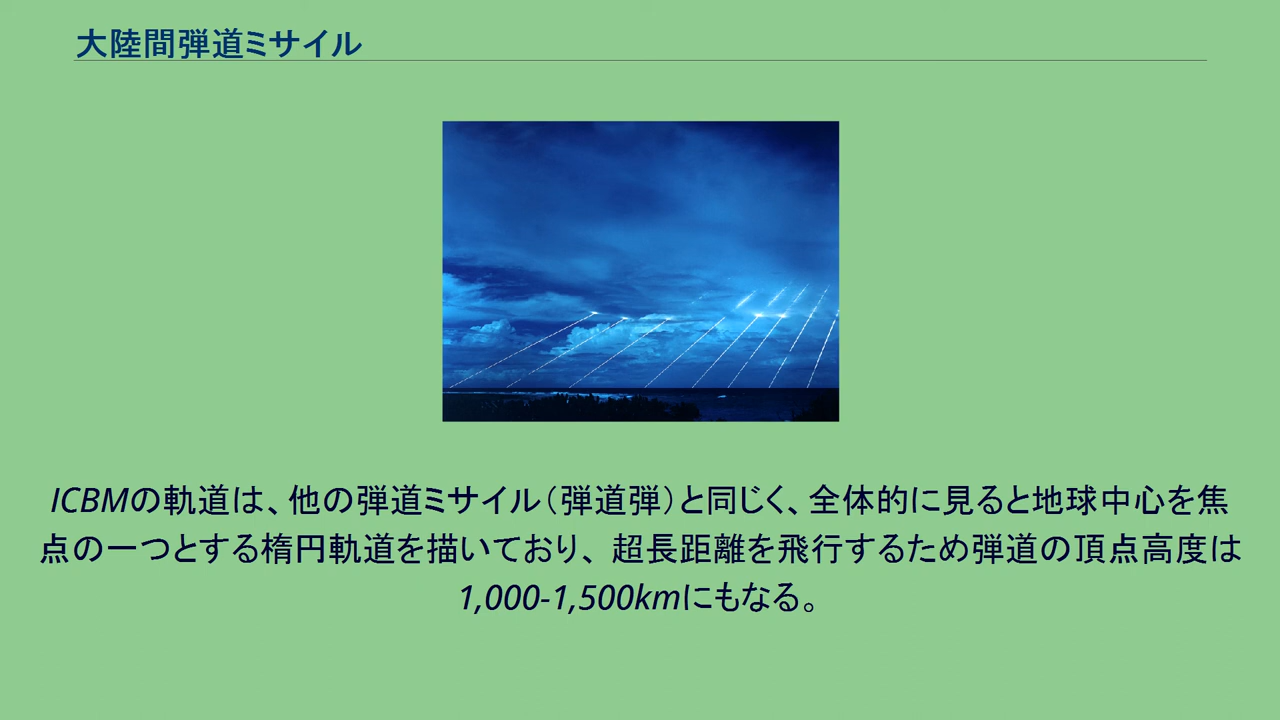 大陸間弾道ミサイル
ICBMの軌道は、他の弾道ミサイル（弾道弾）と同じく、全体的に見ると地球中心を焦
点の一つとする楕円軌道を描いており、超長距離を飛行するため弾道の頂点高度は
1,000-1,500kmにもなる。